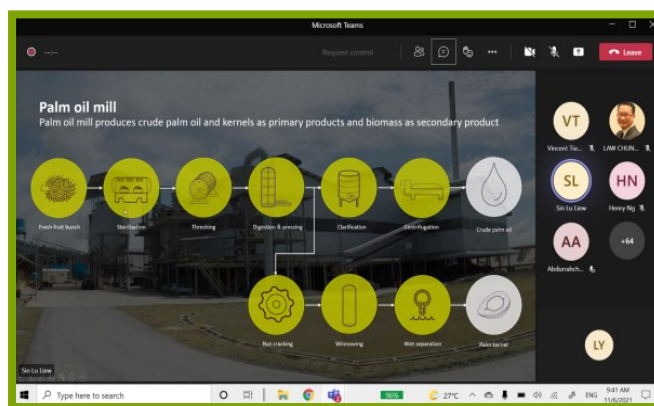 Microsoft Teams
--:--
Request control
Leave
Palm oil mill
Palm oil mill produces crude palm oil and kernels as primary products and biomass as secondary product
Fresh fruit bunch
Sterilisation
Threshing
Digestion & pressing
Clarification
Centrifugation
Crude palm oil
Nut cracking
Winnowing
Wet separation
Palm kernel
VT
Vincent Tia...
LAW CHUN...
SL
Sin Lu Liew
HN
Henry Ng
AA
Abdurrahch...
+64
LY
Sin Lu Liew
Type here to search
96%
27°C
ENG
9:41 AM
11/6/2021